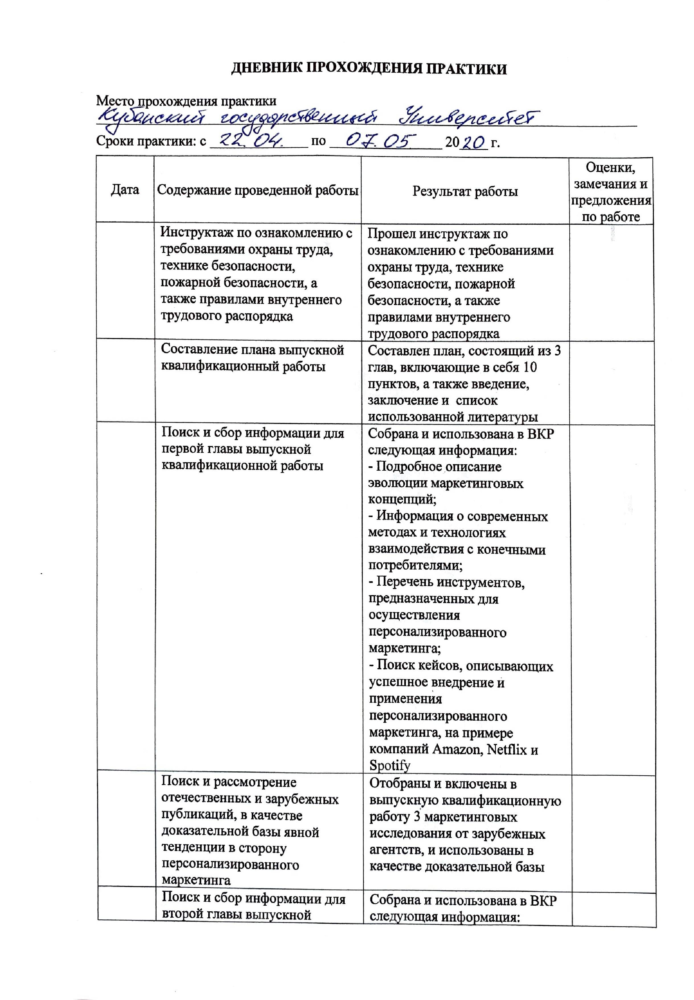 ДНЕВНИК ПРОХОЖДЕНИЯ ПРАКТИКИ
Место прохождения практики
Кубанский государственный Университет
Сроки практики: с 22.04. по 07.05 2020 г.
Дата
Содержание проведенной работы
Результат работы
Оценки,
замечания и
предложения
по работе
Инструктаж по ознакомлению с
требованиями охраны труда,
технике безопасности,
пожарной безопасности, а
также правилами внутреннего
трудового распорядка
Прошел инструктаж по
ознакомлению с требованиями
охраны труда, технике
безопасности, пожарной
безопасности, а также
правилами внутреннего
трудового распорядка
Составление плана выпускной
квалификационный работы
Составлен план, состоящий из 3
глав, включающие в себя 10
пунктов, а также введение,
заключение и список
использованной литературы
Поиск и сбор информации для
первой главы выпускной
квалификационной работы
Собрана и использована в ВКР
следующая информация:
- Подробное описание
эволюции маркетинговых
концепций;
- Информация о современных
методах и технологиях
взаимодействия с конечными
потребителями;
- Перечень инструментов,
предназначенных для
осуществления
персонализированного
маркетинга;
- Поиск кейсов, описывающих
успешное внедрение и
применения
персонализированного
маркетинга, на примере
компаний Amazon, Netflix и
Spotify
Поиск и рассмотрение
отечественных и зарубежных
публикаций, в качестве
доказательной базы явной
тенденции в сторону
персонализированного
маркетинга
Отобраны и включены в
выпускную квалификационную
работу 3 маркетинговых
исследования от зарубежных
агентств, и использованы в
качестве доказательной базы
Поиск и сбор информации для
второй главы выпускной
Собрана и использована в ВКР
следующая информация: